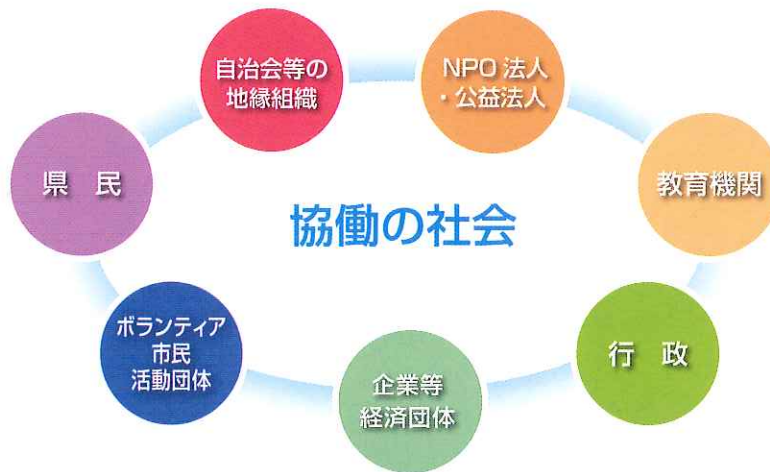 自治会等の
地縁組織
NPO 法人
・公益法人
県　民
教育機関
協働の社会
ボランティア
市民
活動団体
企業等
経済団体
行　政